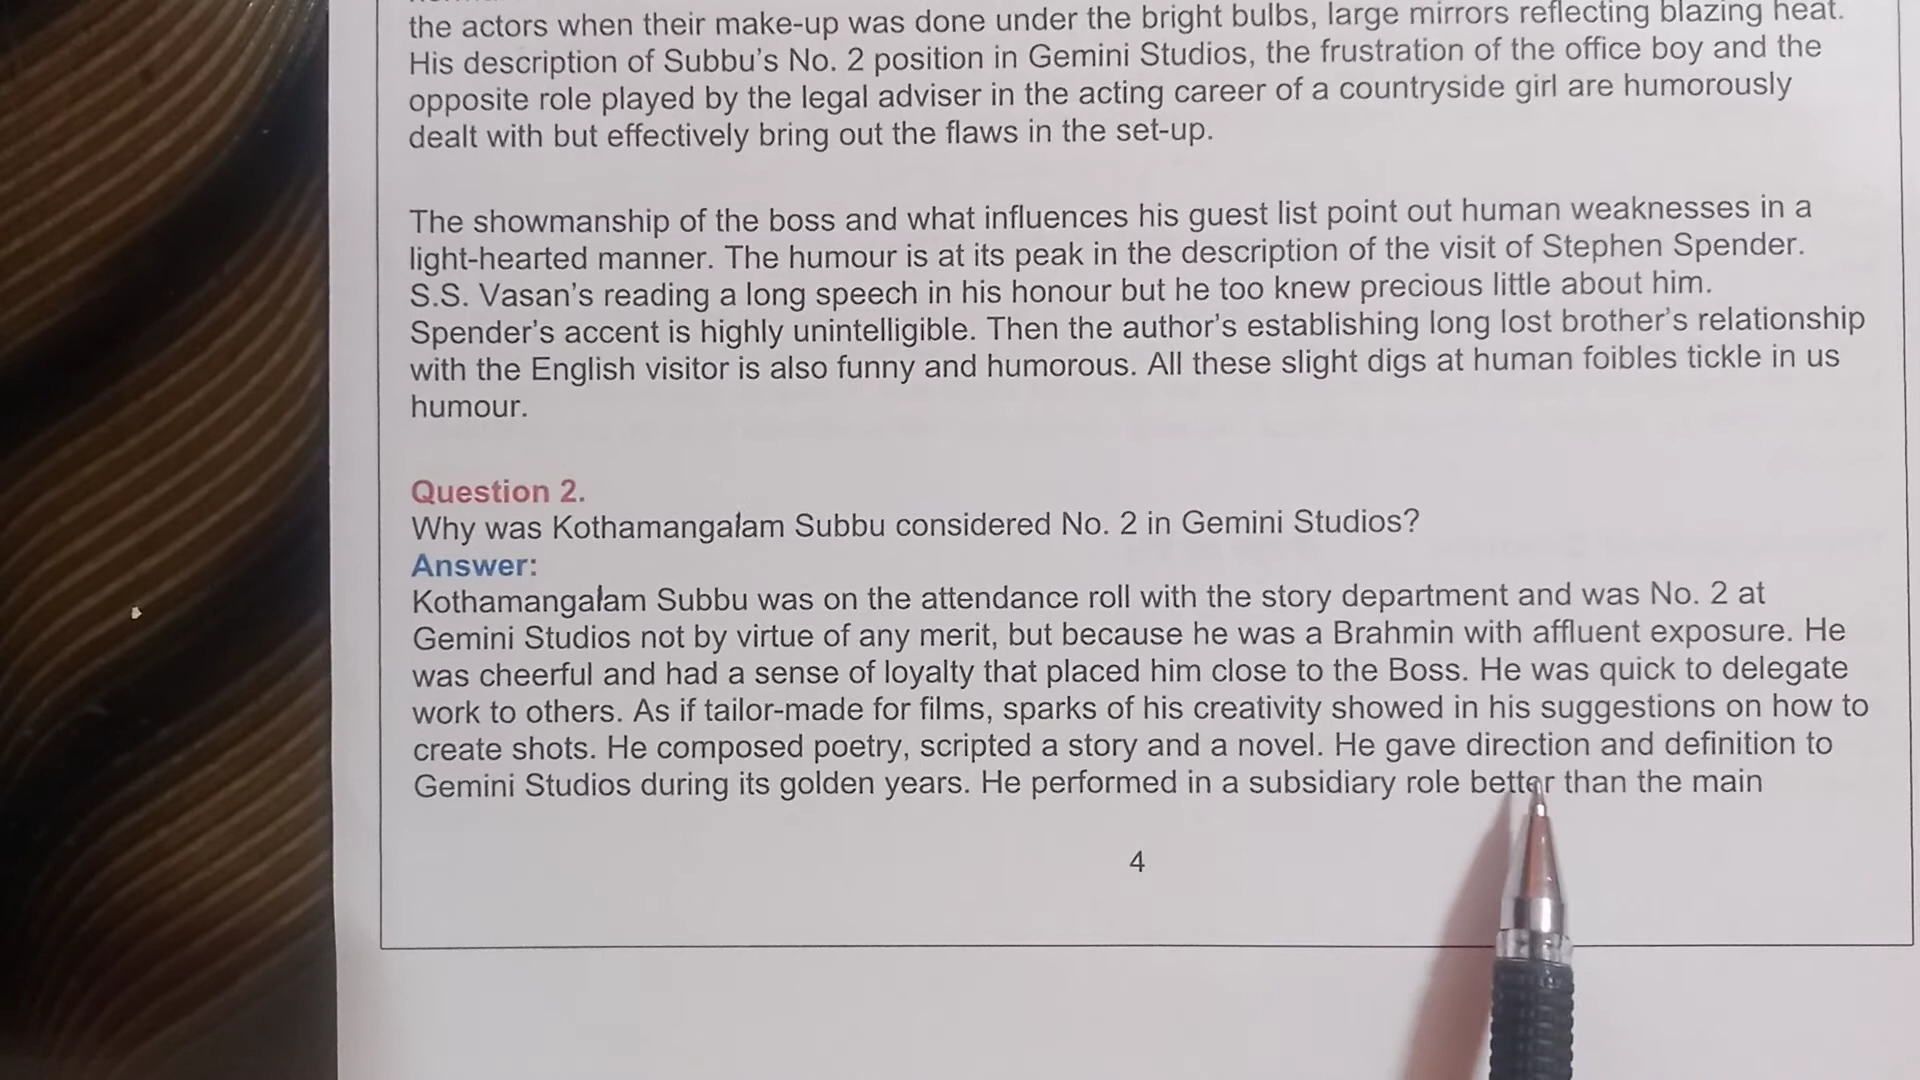 the actors when their make-up was done under the bright bulbs, large mirrors reflecting blazing heat.
His description of Subbu's No. 2 position in Gemini Studios, the frustration of the office boy and the
opposite role played by the legal adviser in the acting career of a countryside girl are humorously
dealt with but effectively bring out the flaws in the set-up.
The showmanship of the boss and what influences his guest list point out human weaknesses in a
light-hearted manner. The humour is at its peak in the description of the visit of Stephen Spender.
S.S. Vasan's reading a long speech in his honour but he too knew precious little about him.
Spender's accent is highly unintelligible. Then the author's establishing long lost brother's relationship
with the English visitor is also funny and humorous. All these slight digs at human foibles tickle in us
humour.
Question 2.
Why was Kothamangalam Subbu considered No. 2 in Gemini Studios?
Answer:
Kothamangalam Subbu was on the attendance roll with the story department and was No. 2 at
Gemini Studios not by virtue of any merit, but because he was a Brahmin with affluent exposure. He
was cheerful and had a sense of loyalty that placed him close to the Boss. He was quick to delegate
work to others. As if tailor-made for films, sparks of his creativity showed in his suggestions on how to
create shots. He composed poetry, scripted a story and a novel. He gave direction and definition to
Gemini Studios during its golden years. He performed in a subsidiary role better than the main
4